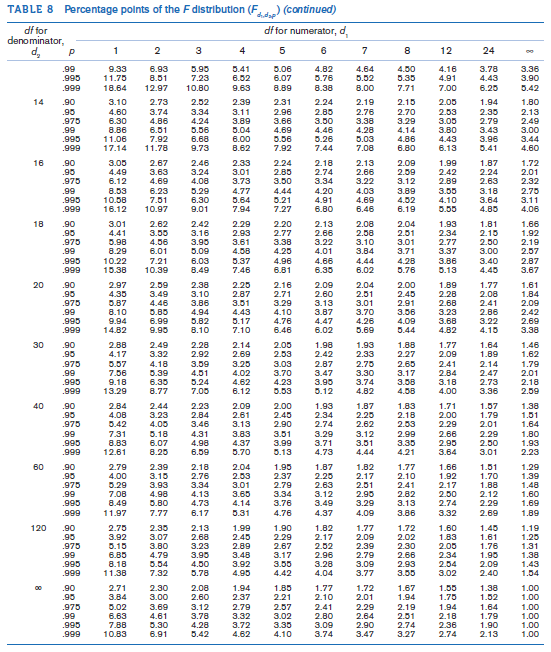 TABLE 8 Percentage points of the F distribution (Fd₁,d₂,p) (continued)
df for denominator, d₂ p df for numerator, d₁
1 2 3 4 5 6 7 8 12 24 ∞
.99 9.33 6.93 5.95 5.41 5.06 4.82 4.64 4.50 4.16 3.78 3.36
.995 11.75 8.51 7.23 6.52 6.07 5.76 5.52 5.35 4.91 4.43 3.90
.999 18.64 12.97 10.80 9.63 8.89 8.38 8.00 7.71 7.00 6.25 5.42
14 .90 3.10 2.73 2.52 2.39 2.31 2.24 2.19 2.15 2.05 1.94 1.80
.95 4.60 3.74 3.34 3.11 2.96 2.85 2.76 2.70 2.53 2.35 2.13
.975 6.30 4.86 4.24 3.89 3.66 3.50 3.38 3.29 3.05 2.79 2.49
.99 8.86 6.51 5.56 5.04 4.69 4.46 4.28 4.14 3.80 3.43 3.00
.995 11.06 7.92 6.68 6.00 5.56 5.26 5.03 4.86 4.43 3.96 3.44
.999 17.14 11.78 9.73 8.62 7.92 7.44 7.08 6.80 6.13 5.41 4.60
16 .90 3.05 2.67 2.46 2.33 2.24 2.18 2.13 2.09 1.99 1.87 1.72
.95 4.49 3.63 3.24 3.01 2.85 2.74 2.66 2.59 2.42 2.24 2.01
.975 6.12 4.69 4.08 3.73 3.50 3.34 3.22 3.12 2.89 2.63 2.32
.99 8.53 6.23 5.29 4.77 4.44 4.20 4.03 3.89 3.55 3.18 2.75
.995 10.58 7.51 6.30 5.64 5.21 4.91 4.69 4.52 4.10 3.64 3.11
.999 16.12 10.97 9.01 7.94 7.27 6.80 6.46 6.19 5.55 4.85 4.06
18 .90 3.01 2.62 2.42 2.29 2.20 2.13 2.08 2.04 1.93 1.81 1.66
.95 4.41 3.55 3.16 2.93 2.77 2.66 2.58 2.51 2.34 2.15 1.92
.975 5.98 4.56 3.95 3.61 3.38 3.22 3.10 3.01 2.77 2.50 2.19
.99 8.29 6.01 5.09 4.58 4.25 4.01 3.84 3.71 3.37 3.00 2.57
.995 10.22 7.21 6.03 5.37 4.96 4.66 4.44 4.28 3.86 3.40 2.87
.999 15.38 10.39 8.49 7.46 6.81 6.35 6.02 5.76 5.13 4.45 3.67
20 .90 2.97 2.59 2.38 2.25 2.16 2.09 2.04 2.00 1.89 1.77 1.61
.95 4.35 3.49 3.10 2.87 2.71 2.60 2.51 2.45 2.28 2.08 1.84
.975 5.87 4.46 3.86 3.51 3.29 3.13 3.01 2.91 2.68 2.41 2.09
.99 8.10 5.85 4.94 4.43 4.10 3.87 3.70 3.56 3.23 2.86 2.42
.995 9.94 6.99 5.82 5.17 4.76 4.47 4.26 4.09 3.68 3.22 2.69
.999 14.82 9.95 8.10 7.10 6.46 6.02 5.69 5.44 4.82 4.15 3.38
30 .90 2.88 2.49 2.28 2.14 2.05 1.98 1.93 1.88 1.77 1.64 1.46
.95 4.17 3.32 2.92 2.69 2.53 2.42 2.33 2.27 2.09 1.89 1.62
.975 5.57 4.18 3.59 3.25 3.03 2.87 2.75 2.65 2.41 2.14 1.79
.99 7.56 5.39 4.51 4.02 3.70 3.47 3.30 3.17 2.84 2.47 2.01
.995 9.18 6.35 5.24 4.62 4.23 3.95 3.74 3.58 3.18 2.73 2.18
.999 13.29 8.77 7.05 6.12 5.53 5.12 4.82 4.58 4.00 3.36 2.59
40 .90 2.84 2.44 2.23 2.09 2.00 1.93 1.87 1.83 1.71 1.57 1.38
.95 4.08 3.23 2.84 2.61 2.45 2.34 2.25 2.18 2.00 1.79 1.51
.975 5.42 4.05 3.46 3.13 2.90 2.74 2.62 2.53 2.29 2.01 1.64
.99 7.31 5.18 4.31 3.83 3.51 3.29 3.12 2.99 2.66 2.29 1.80
.995 8.83 6.07 4.98 4.37 3.99 3.71 3.51 3.35 2.95 2.50 1.93
.999 12.61 8.25 6.59 5.70 5.13 4.73 4.44 4.21 3.64 3.01 2.23
60 .90 2.79 2.39 2.18 2.04 1.95 1.87 1.82 1.77 1.66 1.51 1.29
.95 4.00 3.15 2.76 2.53 2.37 2.25 2.17 2.10 1.92 1.70 1.39
.975 5.29 3.93 3.34 3.01 2.79 2.63 2.51 2.41 2.17 1.88 1.48
.99 7.08 4.98 4.13 3.65 3.34 3.12 2.95 2.82 2.50 2.12 1.60
.995 8.49 5.80 4.73 4.14 3.76 3.49 3.29 3.13 2.74 2.29 1.69
.999 11.97 7.77 6.17 5.31 4.76 4.37 4.09 3.86 3.32 2.69 1.89
120 .90 2.75 2.35 2.13 1.99 1.90 1.82 1.77 1.72 1.60 1.45 1.19
.95 3.92 3.07 2.68 2.45 2.29 2.17 2.09 2.02 1.83 1.61 1.25
.975 5.15 3.80 3.23 2.89 2.67 2.52 2.39 2.30 2.05 1.76 1.31
.99 6.85 4.79 3.95 3.48 3.17 2.96 2.79 2.66 2.34 1.95 1.38
.995 8.18 5.54 4.50 3.92 3.55 3.28 3.09 2.93 2.54 2.09 1.43
.999 11.38 7.32 5.78 4.95 4.42 4.04 3.77 3.55 3.02 2.40 1.54
∞ .90 2.71 2.30 2.08 1.94 1.85 1.77 1.72 1.67 1.55 1.38 1.00
.95 3.84 3.00 2.60 2.37 2.21 2.10 2.01 1.94 1.75 1.52 1.00
.975 5.02 3.69 3.12 2.79 2.57 2.41 2.29 2.19 1.94 1.64 1.00
.99 6.63 4.61 3.78 3.32 3.02 2.80 2.64 2.51 2.18 1.79 1.00
.995 7.88 5.30 4.28 3.72 3.35 3.09 2.90 2.74 2.36 1.90 1.00
.999 10.83 6.91 5.42 4.62 4.10 3.74 3.47 3.27 2.74 2.13 1.00